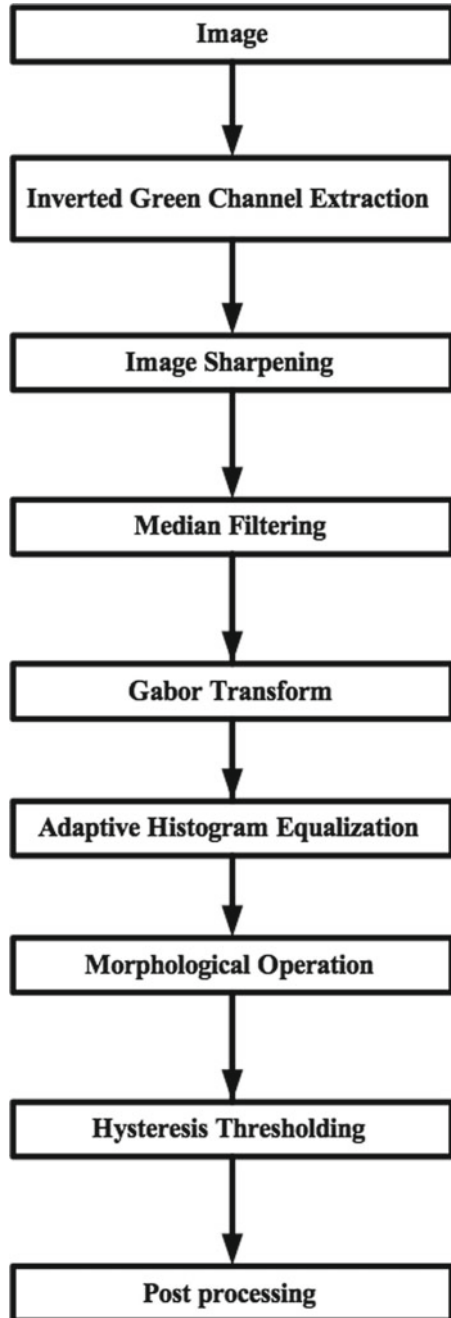 Image
Inverted Green Channel Extraction
Image Sharpening
Median Filtering
Gabor Transform
Adaptive Histogram Equalization
Morphological Operation
Hysteresis Thresholding
Post processing